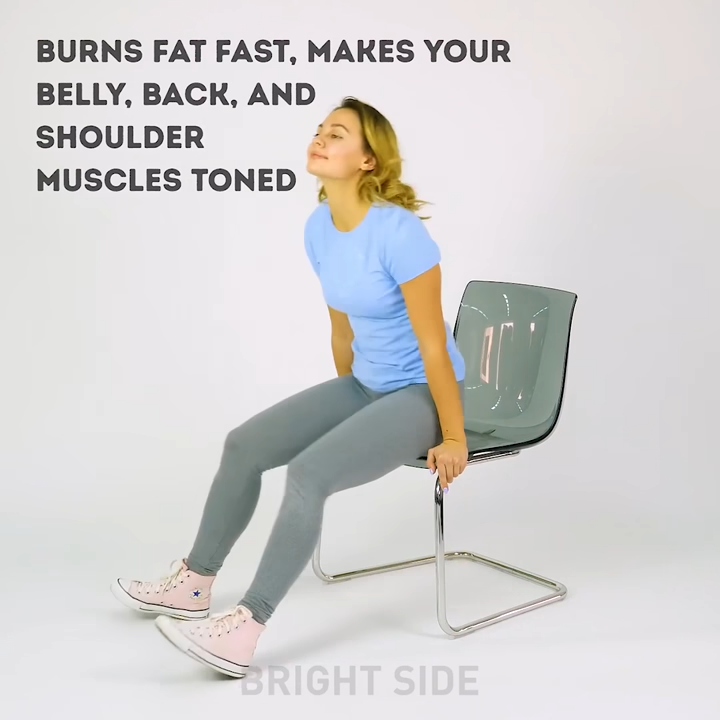 BURNS FAT FAST, MAKES YOUR
BELLY, BACK, AND
SHOULDER
MUSCLES TONED
BRIGHT SIDE